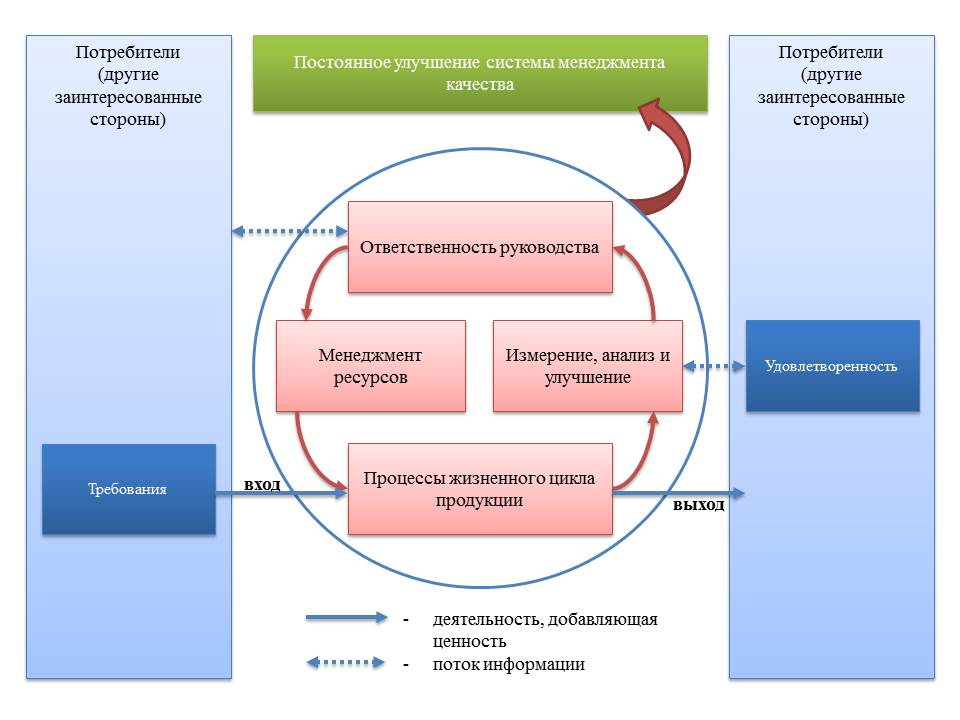 Потребители
(другие
заинтересованные
стороны)
Постоянное улучшение системы менеджмента
качества
Потребители
(другие
заинтересованные
стороны)
Ответственность руководства
Менеджмент
ресурсов
Измерение, анализ и
улучшение
Удовлетворенность
Требования
вход
Процессы жизненного цикла
продукции
выход
- деятельность, добавляющая
ценность
- поток информации